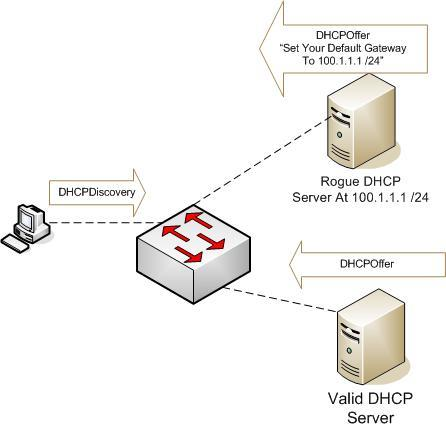 DHCPOffer
“Set Your Default Gateway
To 100.1.1.1 /24”
Rogue DHCP
Server At 100.1.1.1 /24
DHCPDiscovery
DHCPOffer
Valid DHCP
Server